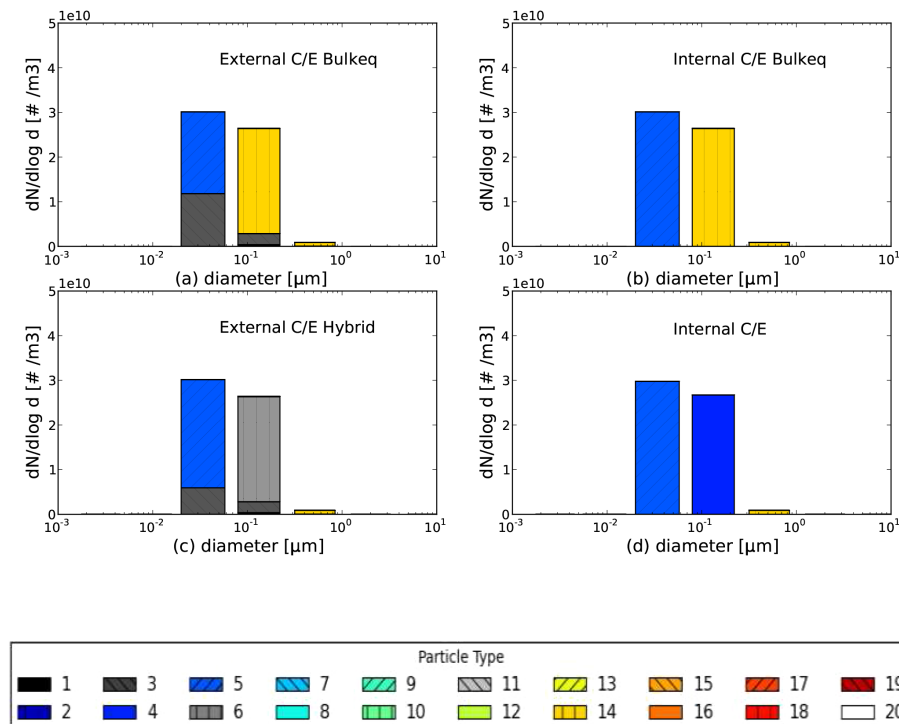 1e10
5
4
3
2
1
0
dN/dlog d [# /m3]
External C/E Bulkeq
10-3 10-2 10-1 100 101
(a) diameter [µm]
1e10
5
4
3
2
1
0
dN/dlog d [# /m3]
Internal C/E Bulkeq
10-3 10-2 10-1 100 101
(b) diameter [µm]
1e10
5
4
3
2
1
0
dN/dlog d [# /m3]
External C/E Hybrid
10-3 10-2 10-1 100 101
(c) diameter [µm]
1e10
5
4
3
2
1
0
dN/dlog d [# /m3]
Internal C/E
10-3 10-2 10-1 100 101
(d) diameter [µm]
Particle Type
1 3 5 7 9 11 13 15 17 19
2 4 6 8 10 12 14 16 18 20